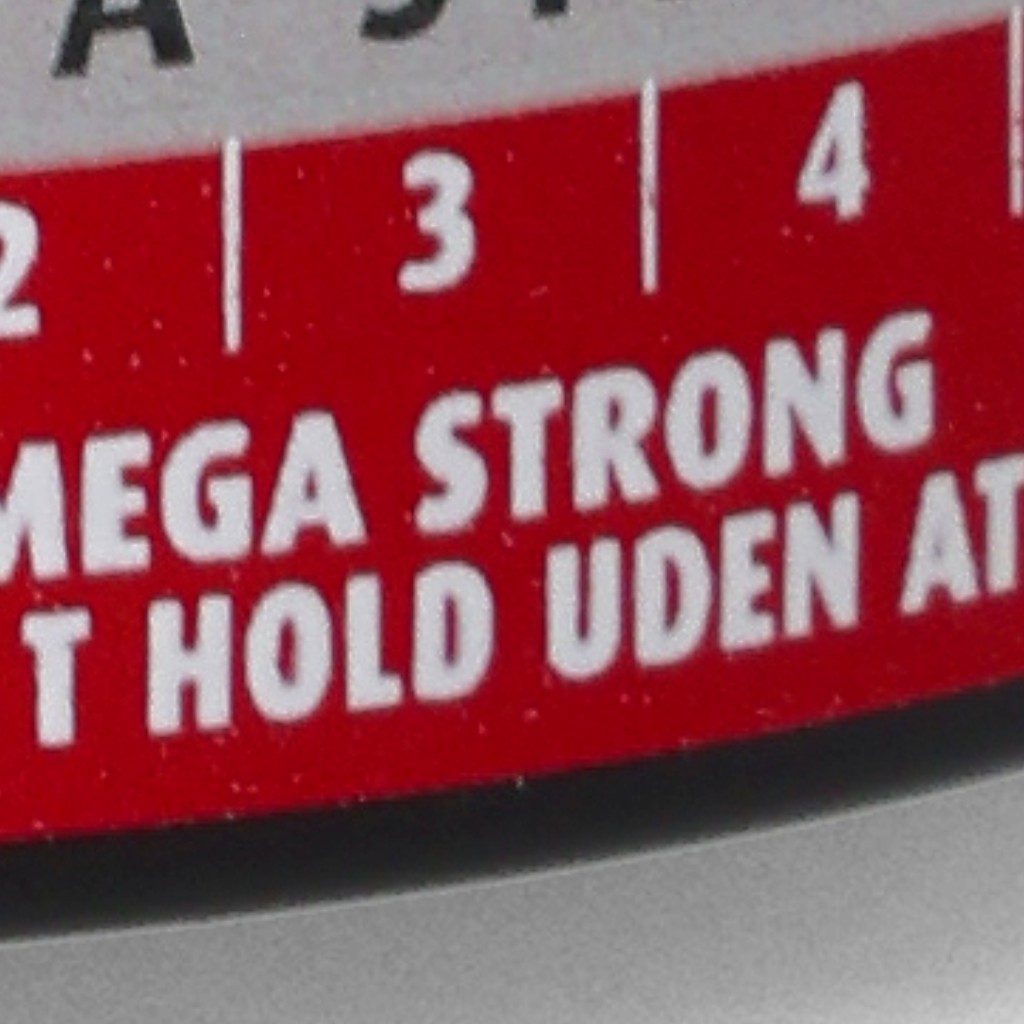 A
2 3 4
MEGA STRONG
T HOLD UDEN AT